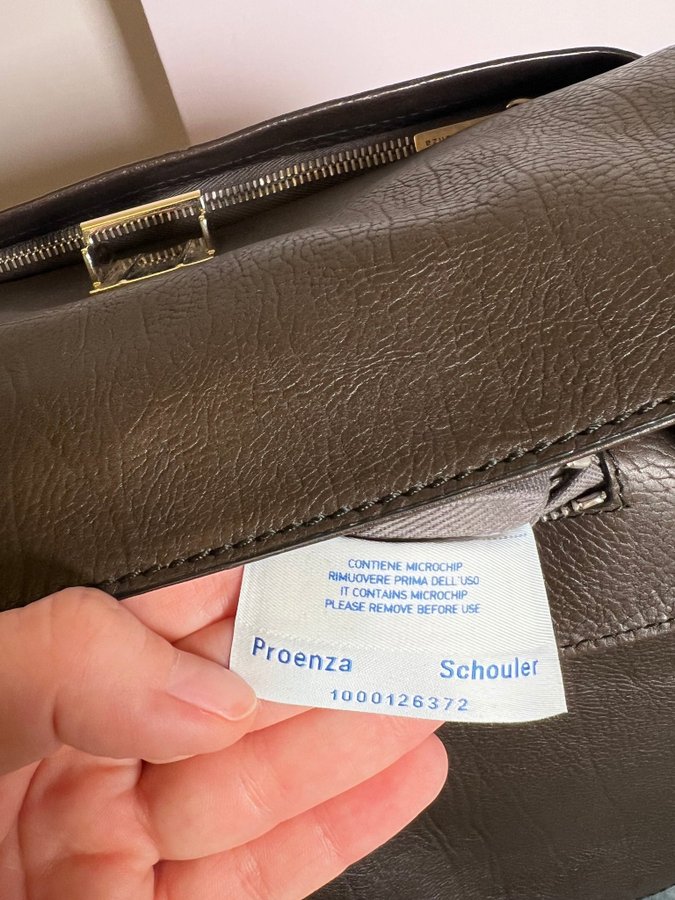 CONTIENE MICROCHIP
RIMUOVERE PRIMA DELL'USO
IT CONTAINS MICROCHIP
PLEASE REMOVE BEFORE USE
Proenza Schouler
1000126372